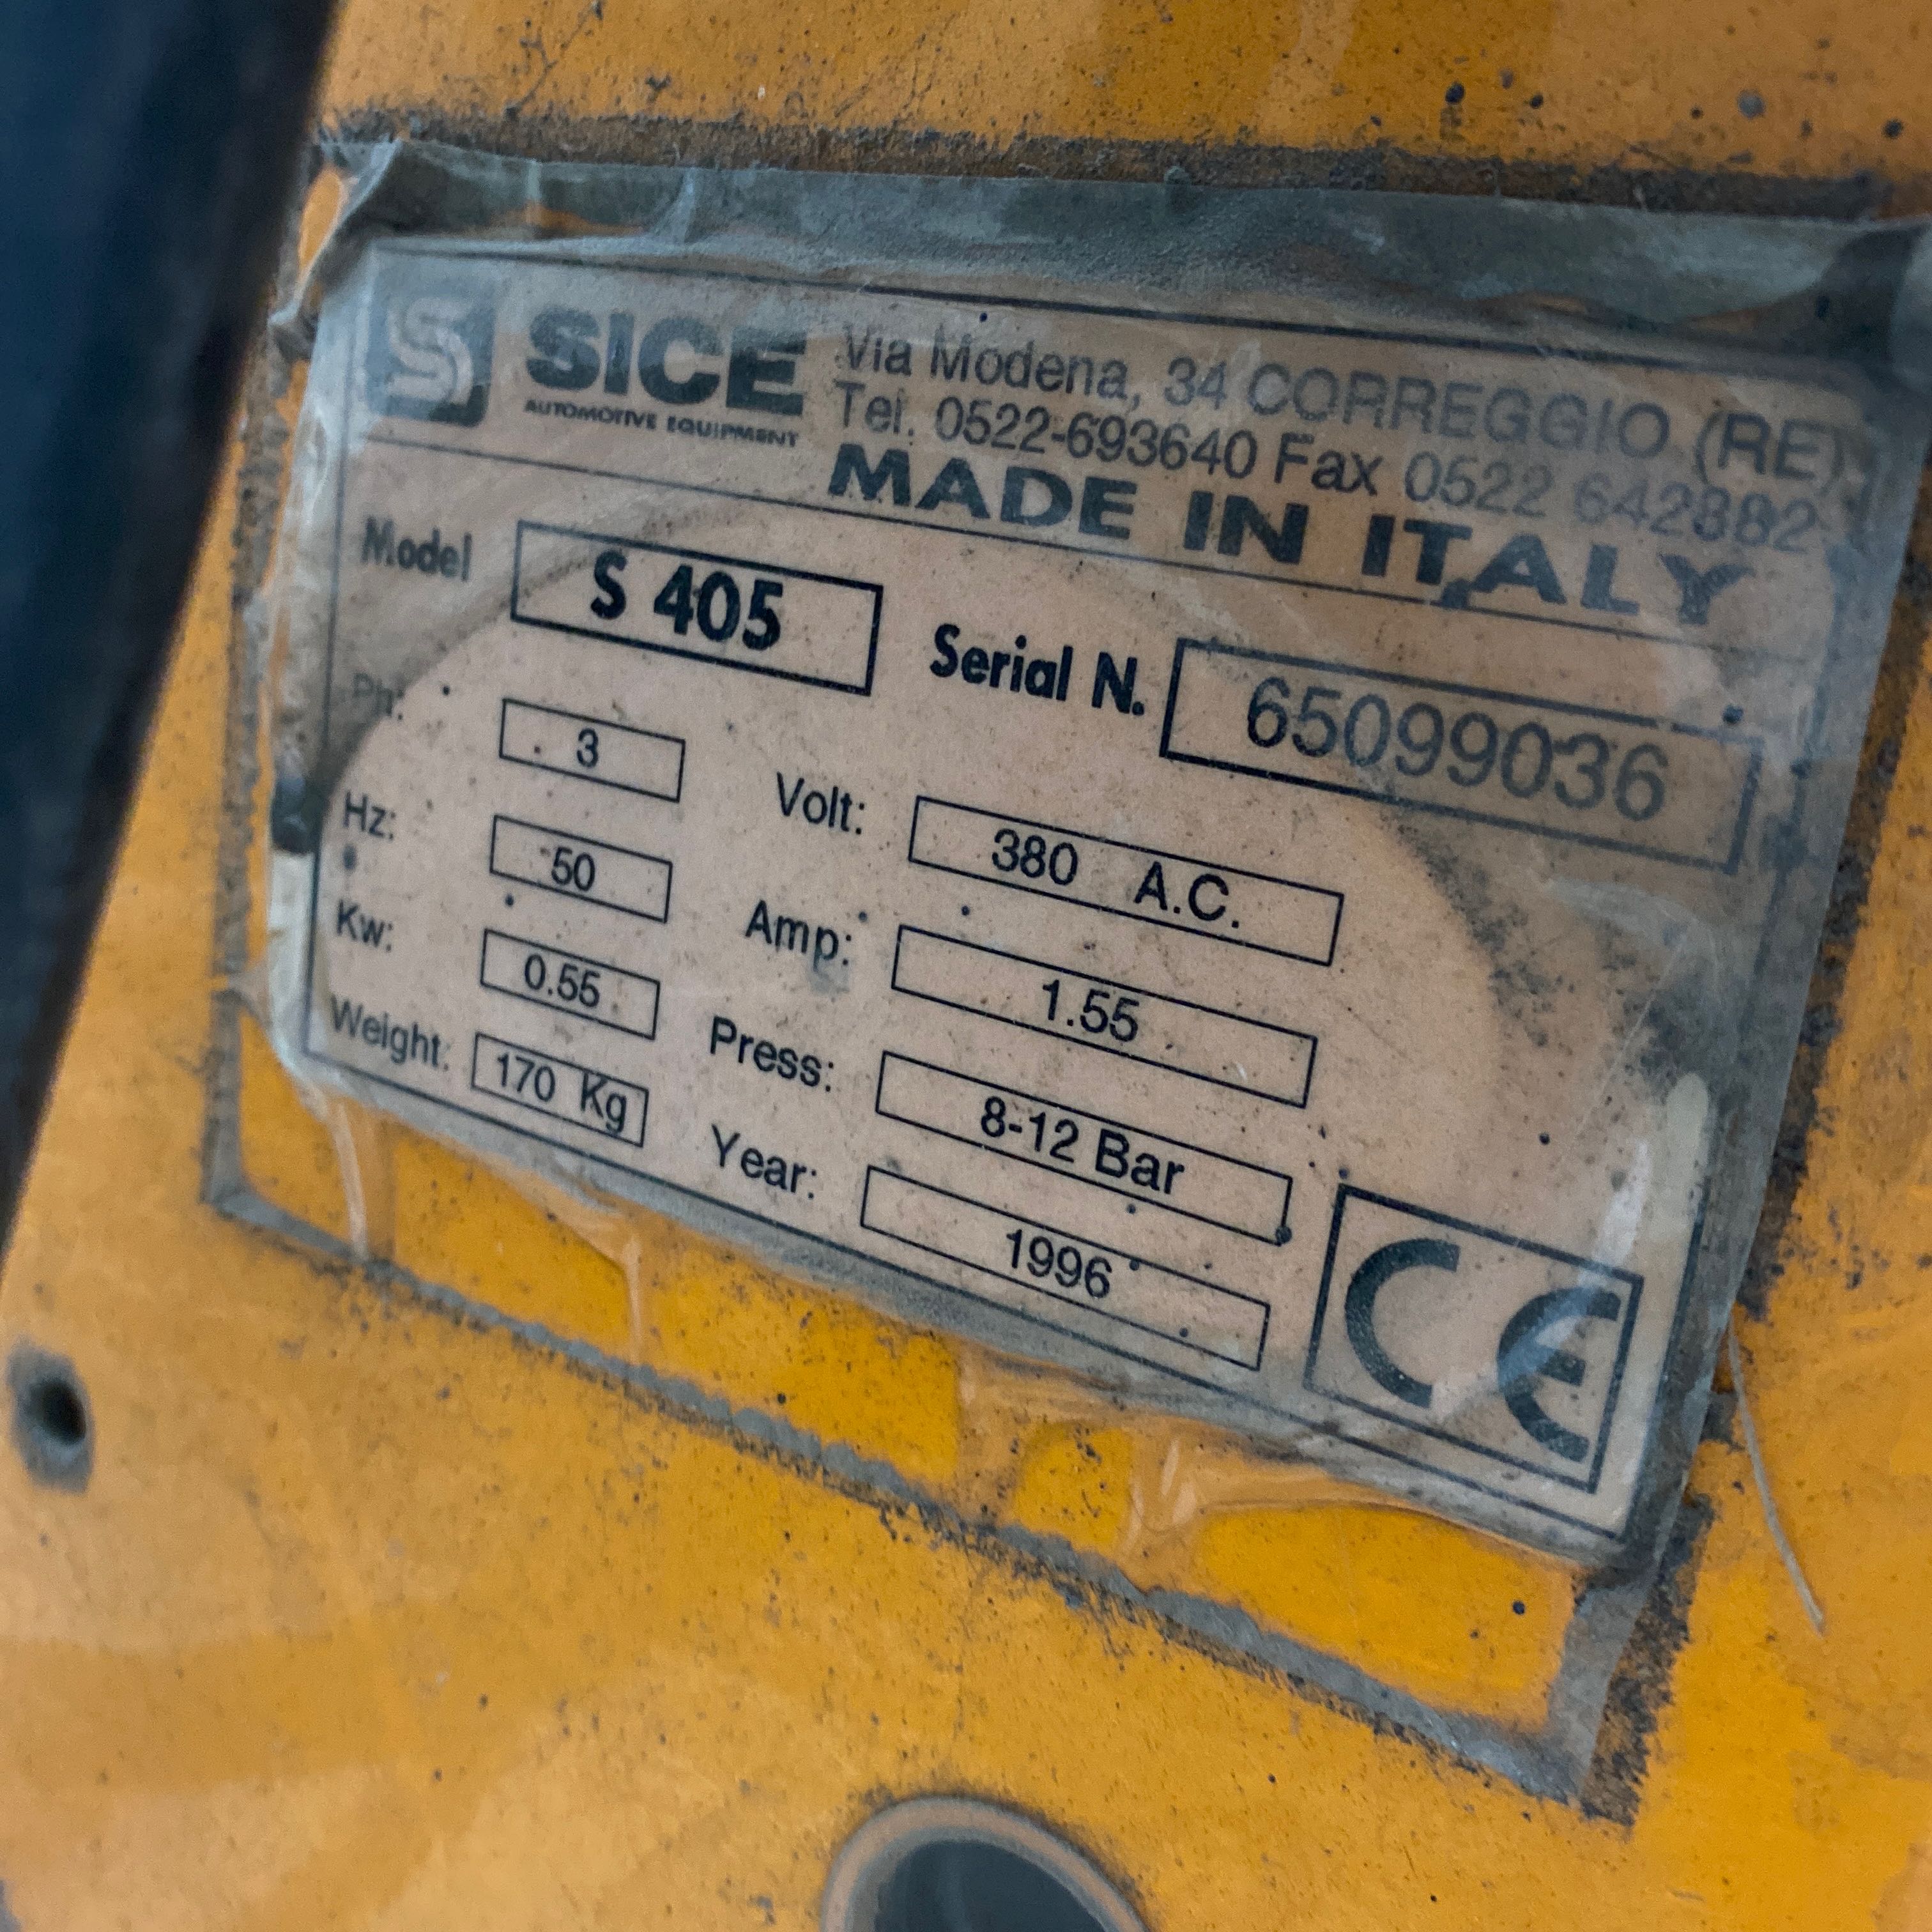 S SICE
AUTOMOTIVE EQUIPMENT
Via Modena, 34 CORREGGIO (RE)
Tel. 0522-693640 Fax 0522 642882
MADE IN ITALY
Model S 405 Serial N. 65099036
Ph: 3 Volt: 380 A.C.
Hz: 50 Amp: 1.55
Kw: 0.55 Press: 8-12 Bar
Weight: 170 Kg Year: 1996
CE